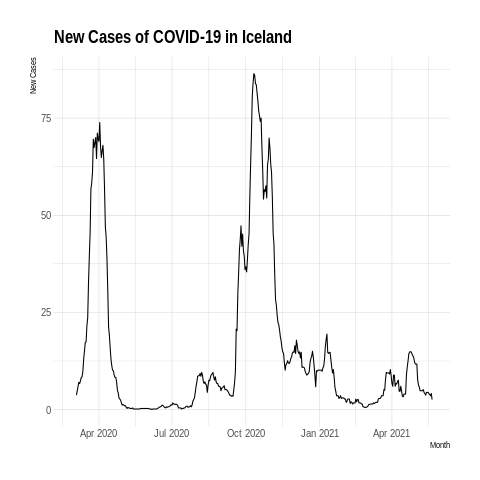 New Cases of COVID-19 in Iceland
New Cases
75
50
25
0
Apr 2020
Jul 2020
Oct 2020
Jan 2021
Apr 2021
Month